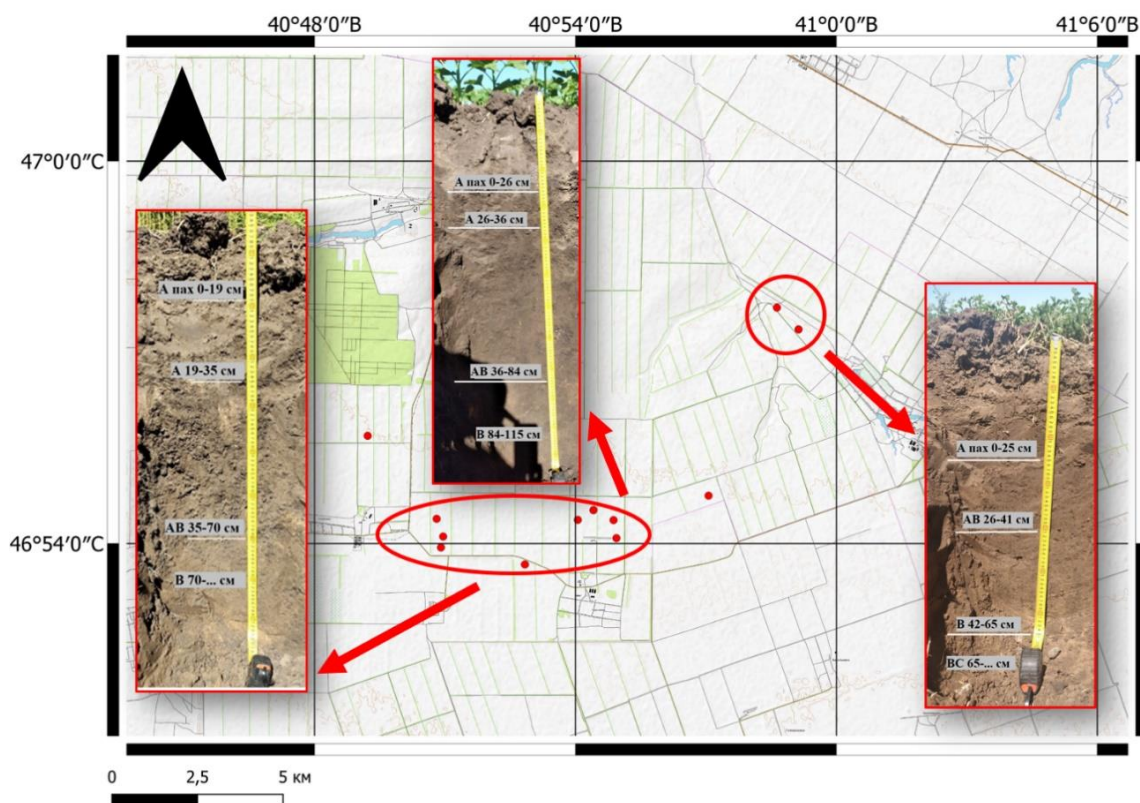 40°48′0″В
40°54′0″В
41°0′0″В
41°6′0″В
47°0′0″С
46°54′0″С
А пах 0-19 см
А 19-35 см
АВ 35-70 см
В 70-... см
А пах 0-26 см
А 26-36 см
АВ 36-84 см
В 84-115 см
А пах 0-25 см
АВ 26-41 см
В 42-65 см
ВС 65-... см
0
2,5
5 км